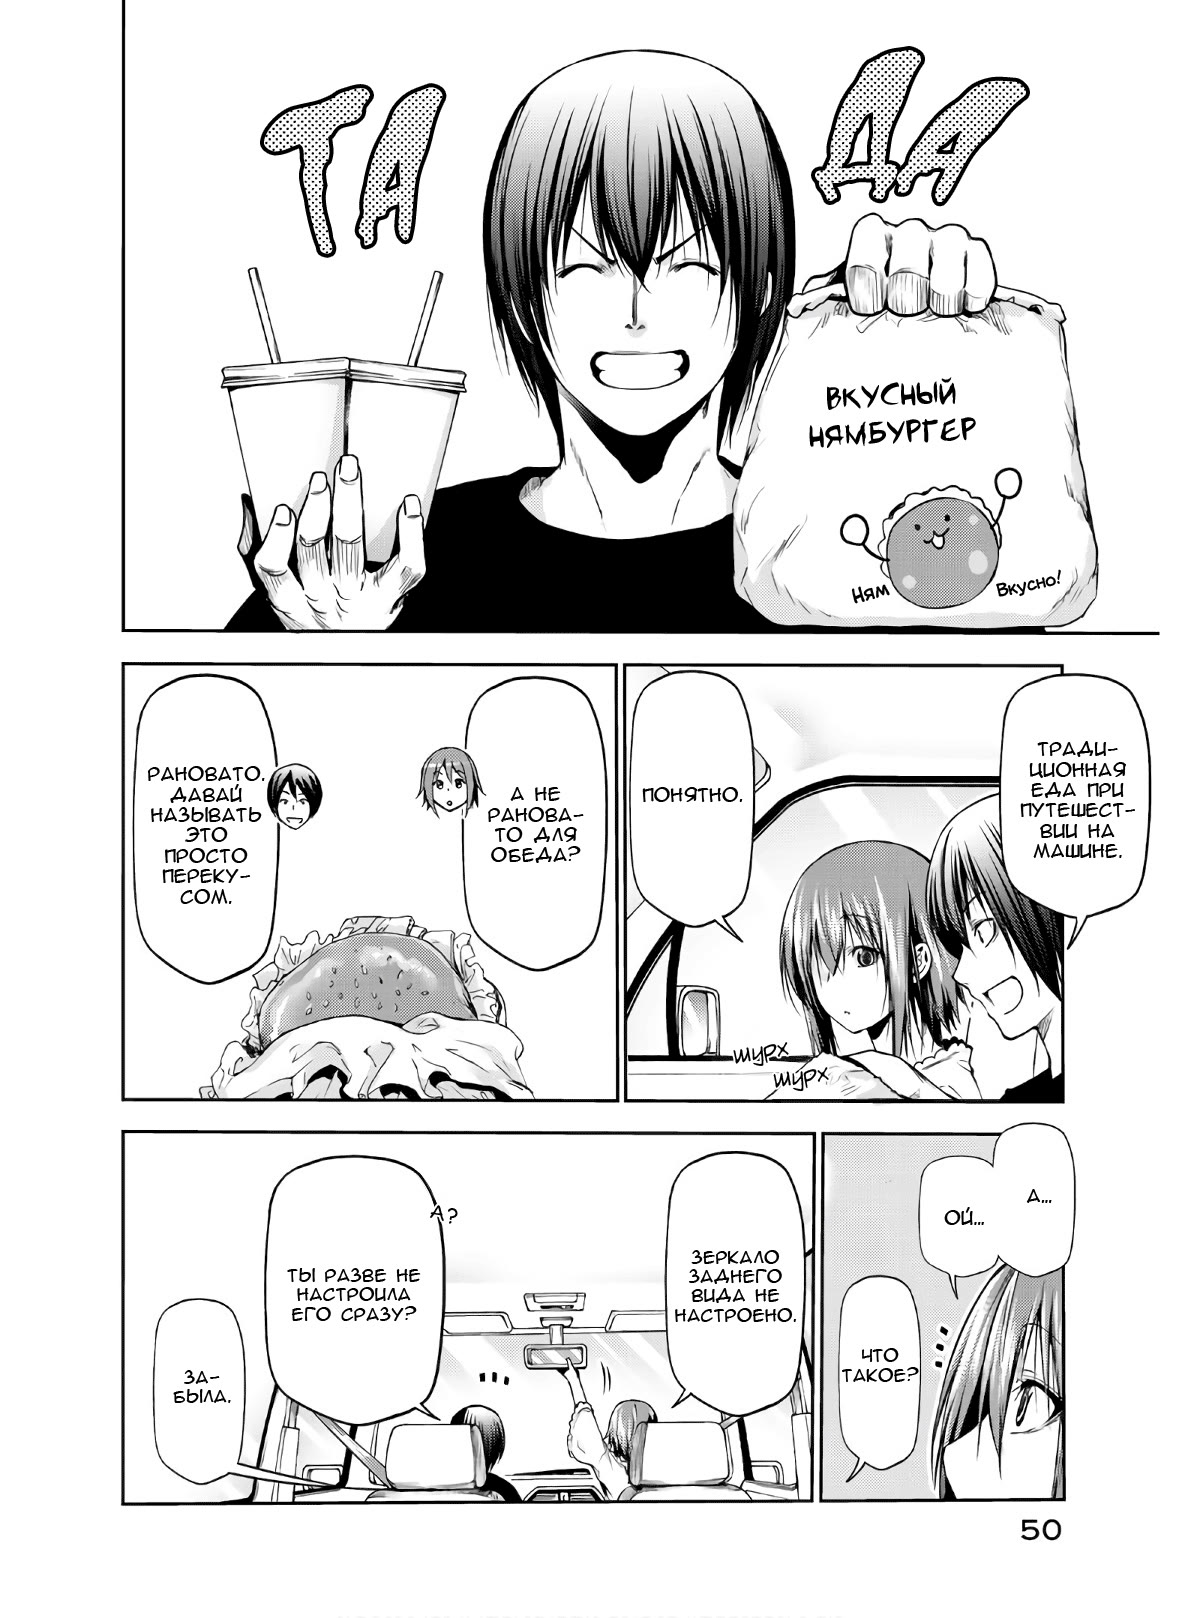 ТА ДА
ВКУСНЫЙ
НЯМБУРГЕР
Ням
Вкусно!
ТРАДИ-
ЦИОННАЯ
ЕДА ПРИ
ПУТЕШЕСТ-
ВИИ НА
МАШИНЕ.
ПОНЯТНО.
ШУРХ
ШУРХ
А НЕ
РАНОВА-
ТО ДЛЯ
ОБЕДА?
РАНОВАТО.
ДАВАЙ
НАЗЫВАТЬ
ЭТО
ПРОСТО
ПЕРЕКУ-
СОМ.
А...
ОЙ...
ЧТО
ТАКОЕ?
ЗЕРКАЛО
ЗАДНЕГО
ВИДА НЕ
НАСТРОЕНО.
А?
ТЫ РАЗВЕ НЕ
НАСТРОИЛА
ЕГО СРАЗУ?
ЗА-
БЫЛА.
50